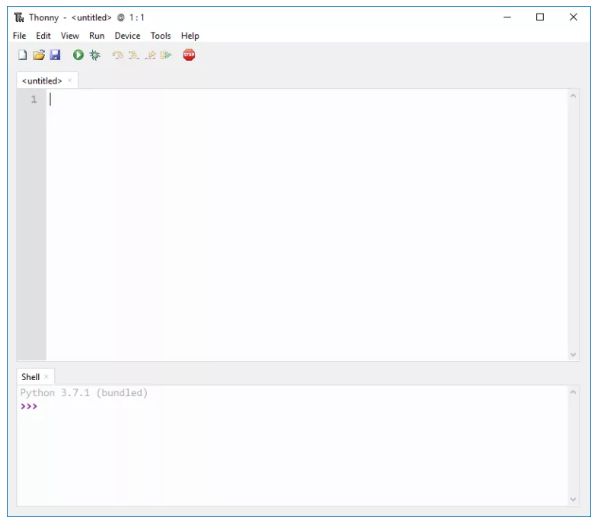 Thonny - <untitled> @ 1:1
File Edit View Run Device Tools Help
STOP
<untitled> ×
1
Shell ×
Python 3.7.1 (bundled)
>>>